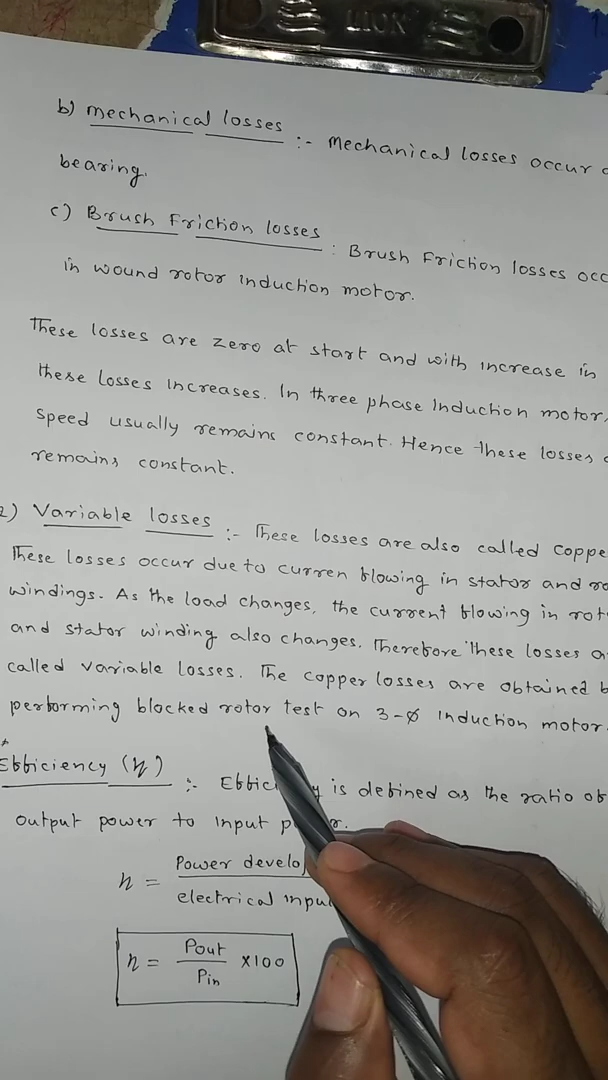 LION
b) Mechanical losses :- Mechanical losses occur
bearing.
c) Brush Friction losses : Brush Friction losses occ
in wound rotor induction motor.
These losses are zero at start and with increase in
these losses increases. In three phase Induction motor,
speed usually remains constant. Hence these losses
remains constant.
2) Variable losses :- These losses are also called Coppe
These losses occur due to curren flowing in stator and ro
windings. As the load changes, the current flowing in rot
and stator winding also changes. Therefore these losses a
called variable losses. The copper losses are obtained b
performing blocked rotor test on 3-ø Induction motor.
* Efficiency (η) :- Effici y is defined as the ratio of
output power to input p r.
η = Power develo
electrical inpu
η = Pout / Pin ×100